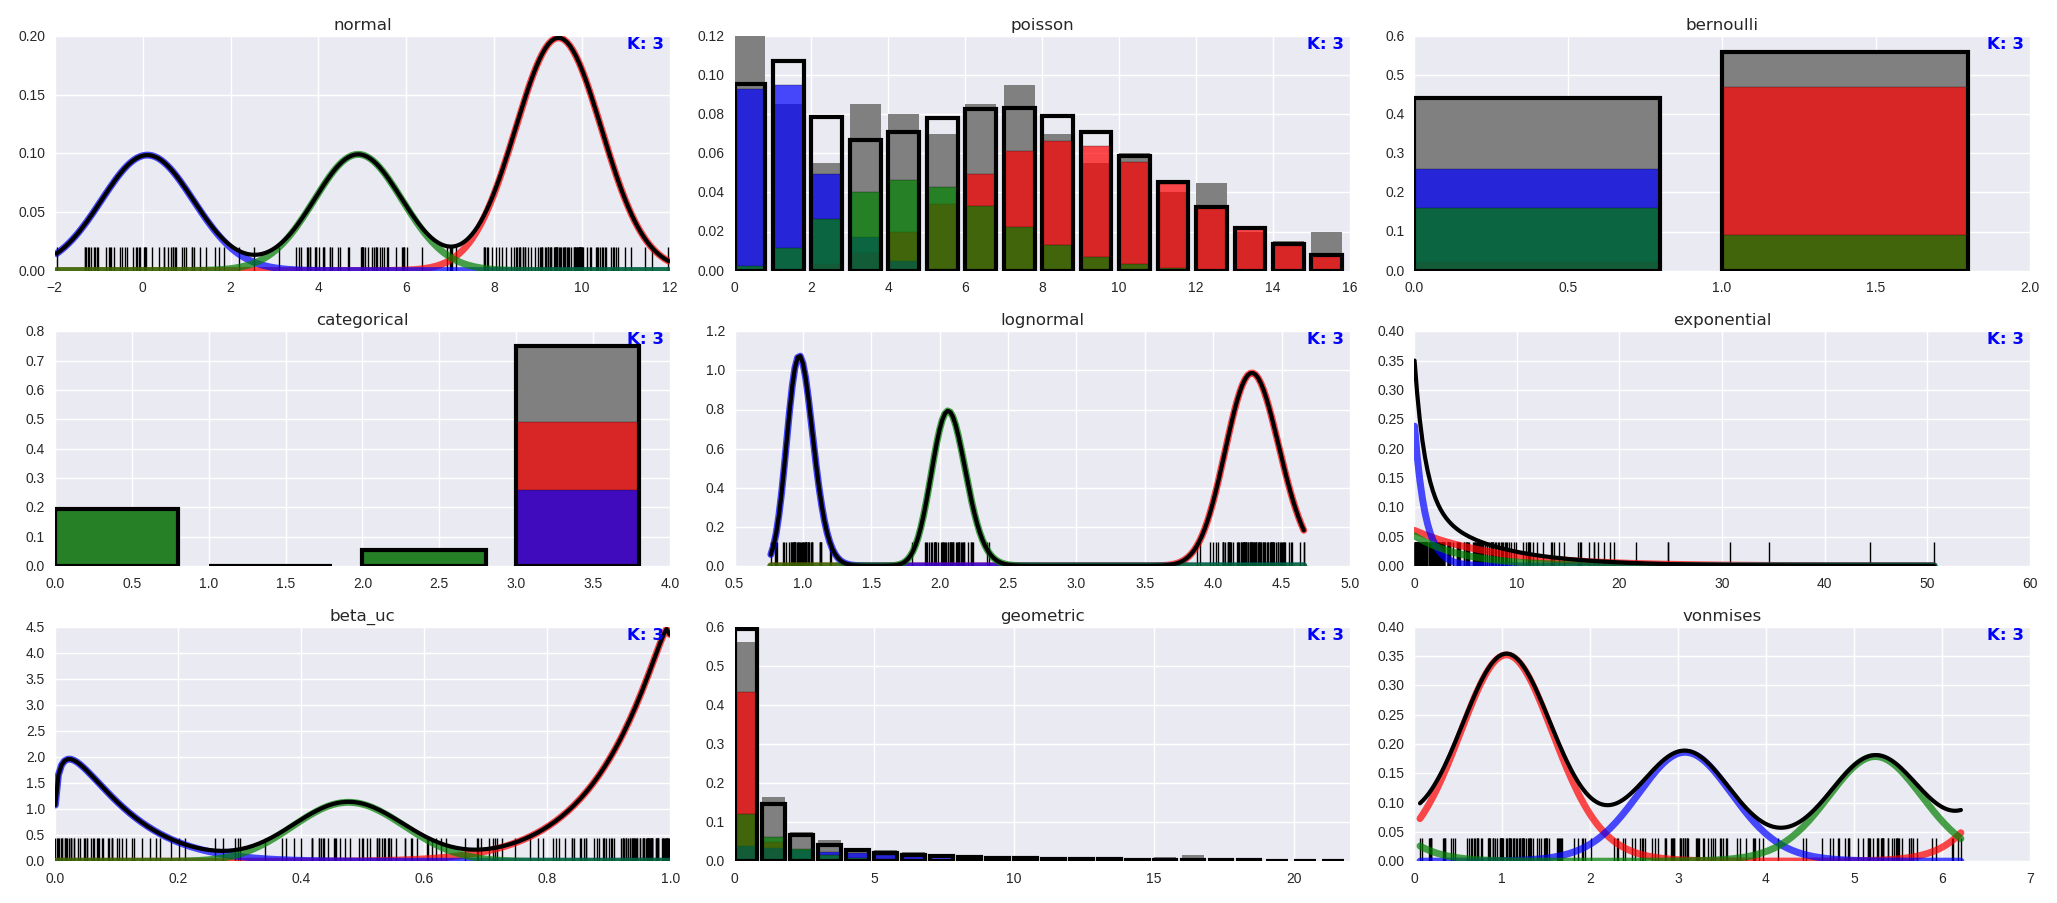 normal
K: 3
0.20
0.15
0.10
0.05
0.00
−2 0 2 4 6 8 10 12
poisson
K: 3
0.12
0.10
0.08
0.06
0.04
0.02
0.00
0 2 4 6 8 10 12 14 16
bernoulli
K: 3
0.6
0.5
0.4
0.3
0.2
0.1
0.0
0.0 0.5 1.0 1.5 2.0
categorical
K: 3
0.8
0.7
0.6
0.5
0.4
0.3
0.2
0.1
0.0
0.0 0.5 1.0 1.5 2.0 2.5 3.0 3.5 4.0
lognormal
K: 3
1.2
1.0
0.8
0.6
0.4
0.2
0.0
0.5 1.0 1.5 2.0 2.5 3.0 3.5 4.0 4.5 5.0
exponential
K: 3
0.40
0.35
0.30
0.25
0.20
0.15
0.10
0.05
0.00
0 10 20 30 40 50 60
beta_uc
K: 3
4.5
4.0
3.5
3.0
2.5
2.0
1.5
1.0
0.5
0.0
0.0 0.2 0.4 0.6 0.8 1.0
geometric
K: 3
0.6
0.5
0.4
0.3
0.2
0.1
0.0
0 5 10 15 20
vonmises
K: 3
0.40
0.35
0.30
0.25
0.20
0.15
0.10
0.05
0.00
0 1 2 3 4 5 6 7